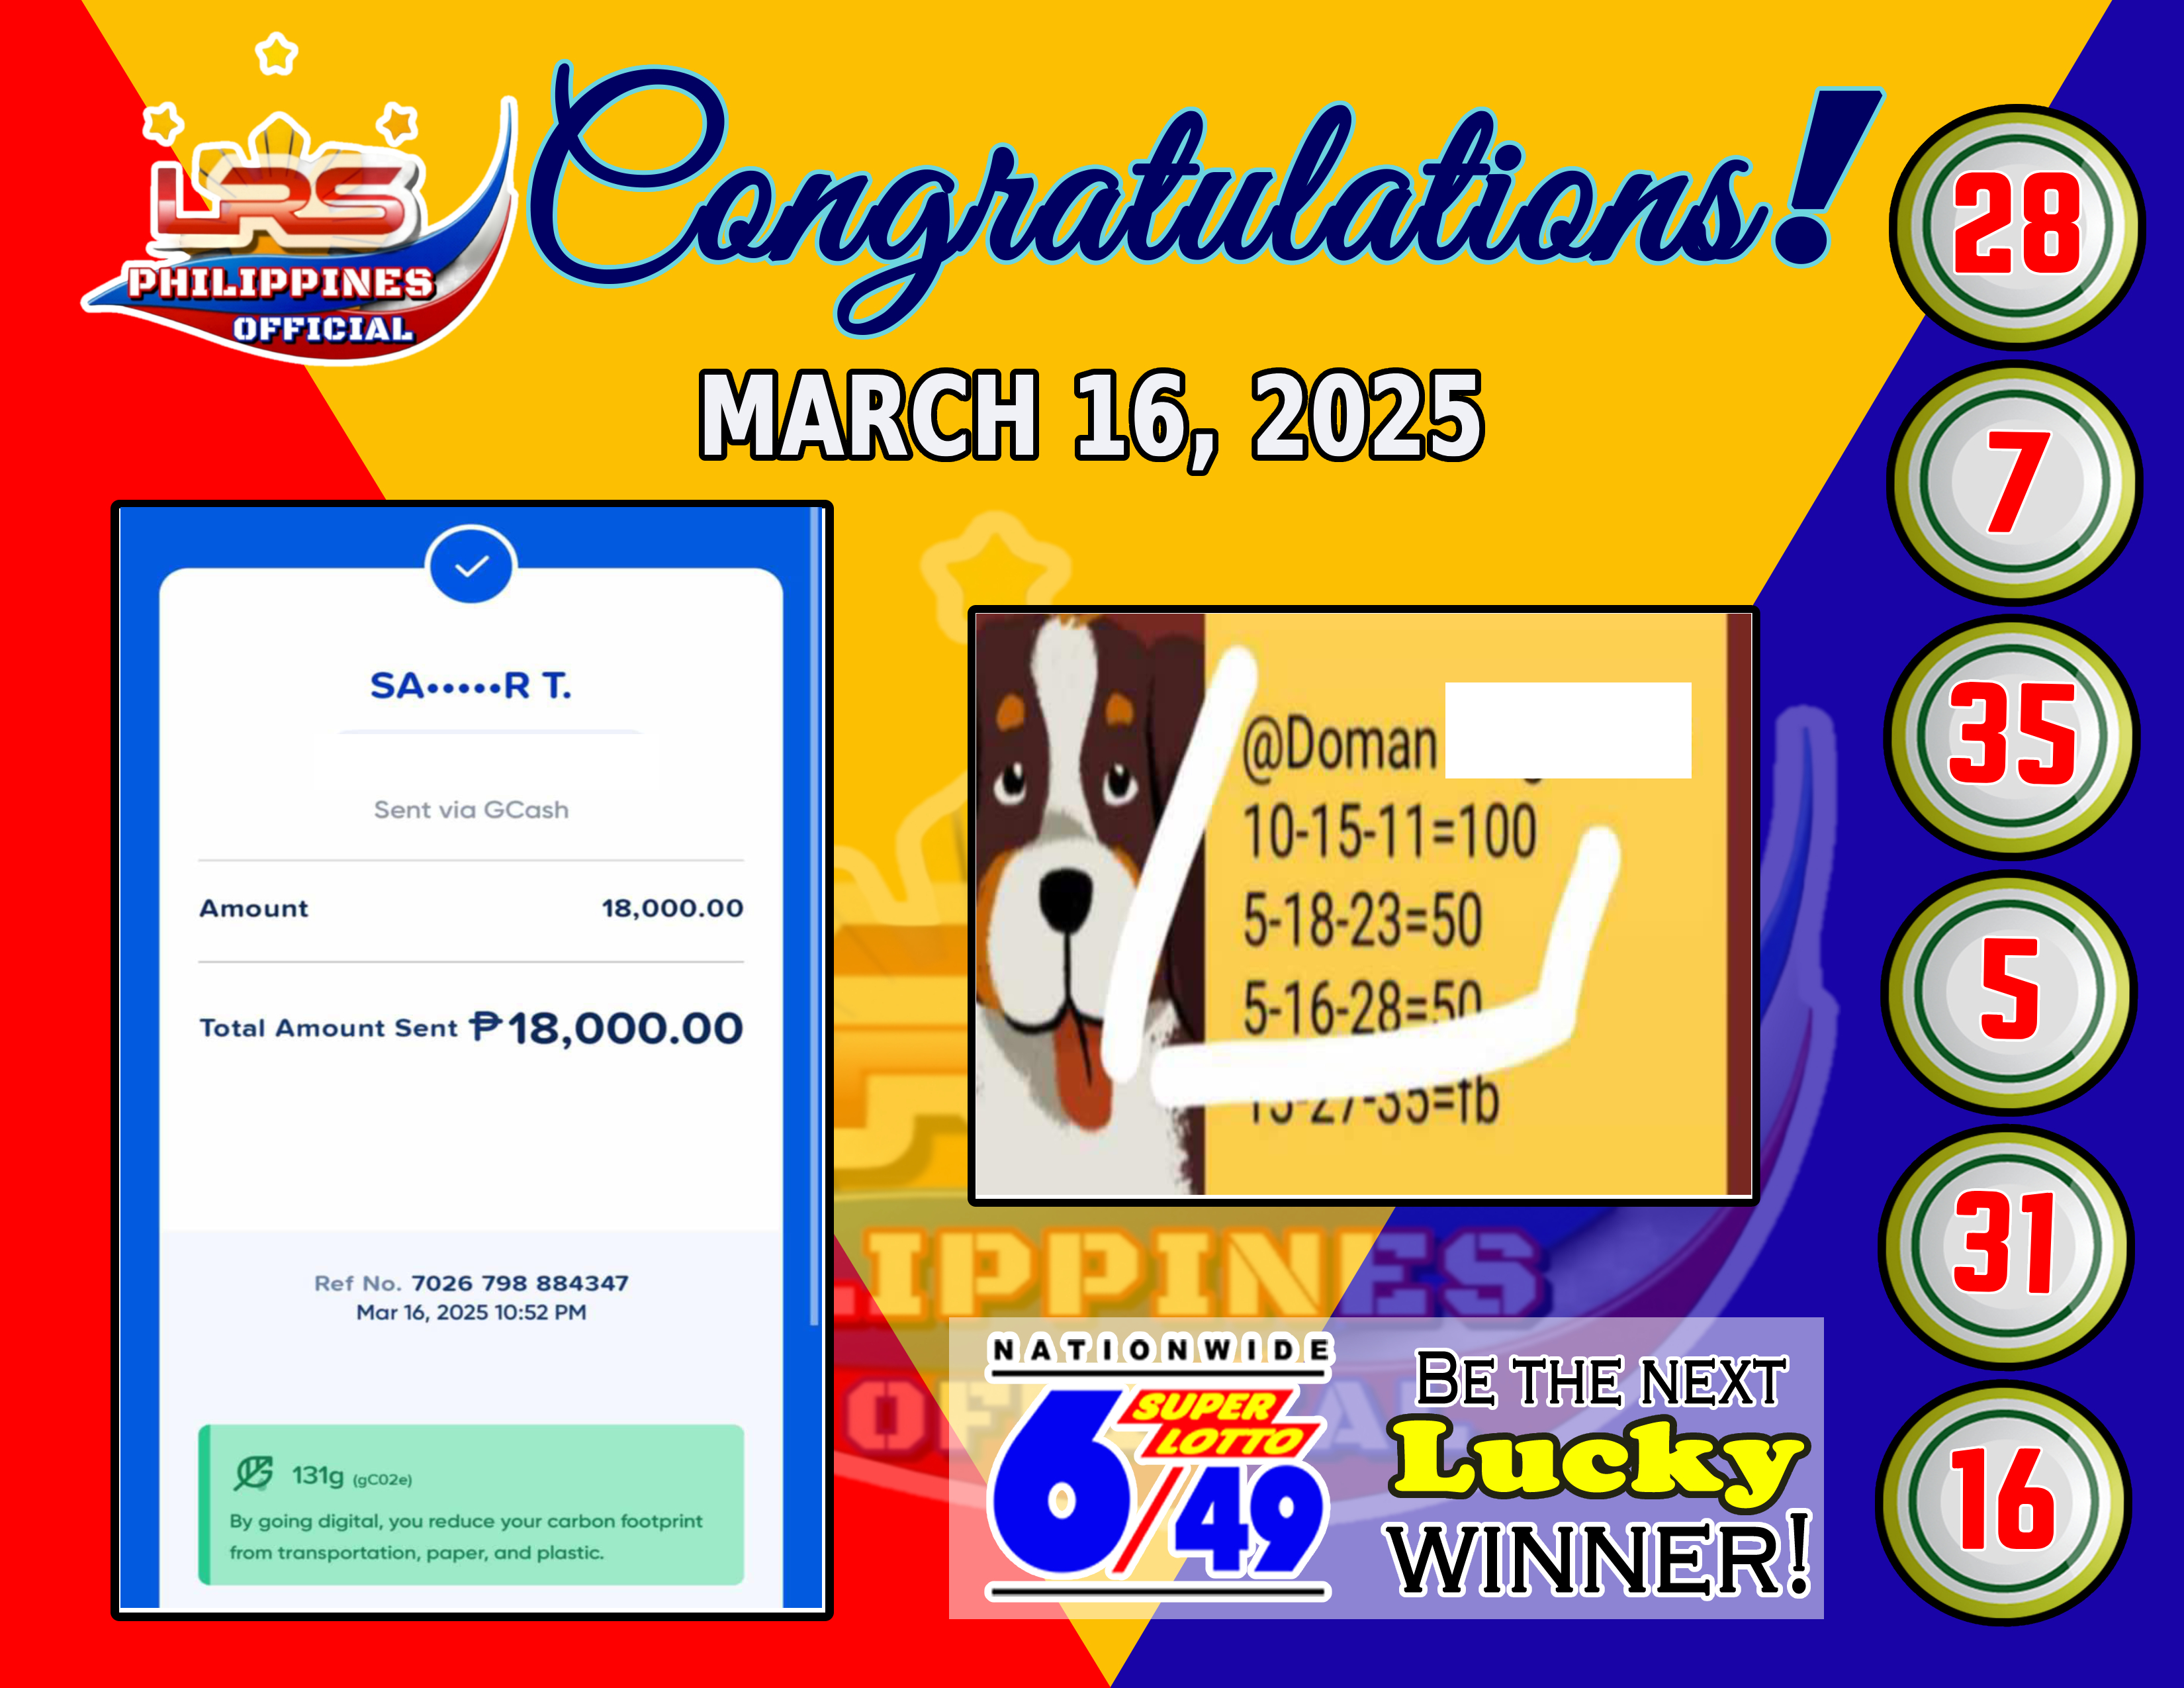 LRS
PHILIPPINES
OFFICIAL
Congratulations!
MARCH 16, 2025
SA•••••R T.
Sent via GCash
Amount 18,000.00
Total Amount Sent ₱18,000.00
Ref No. 7026 798 884347
Mar 16, 2025 10:52 PM
131g (gCO2e)
By going digital, you reduce your carbon footprint
from transportation, paper, and plastic.
@Doman
10-15-11=100
5-18-23=50
5-16-28=50
27-35=fb
NATIONWIDE
SUPER
LOTTO
6/49
BE THE NEXT
Lucky
WINNER!
28
7
35
5
31
16